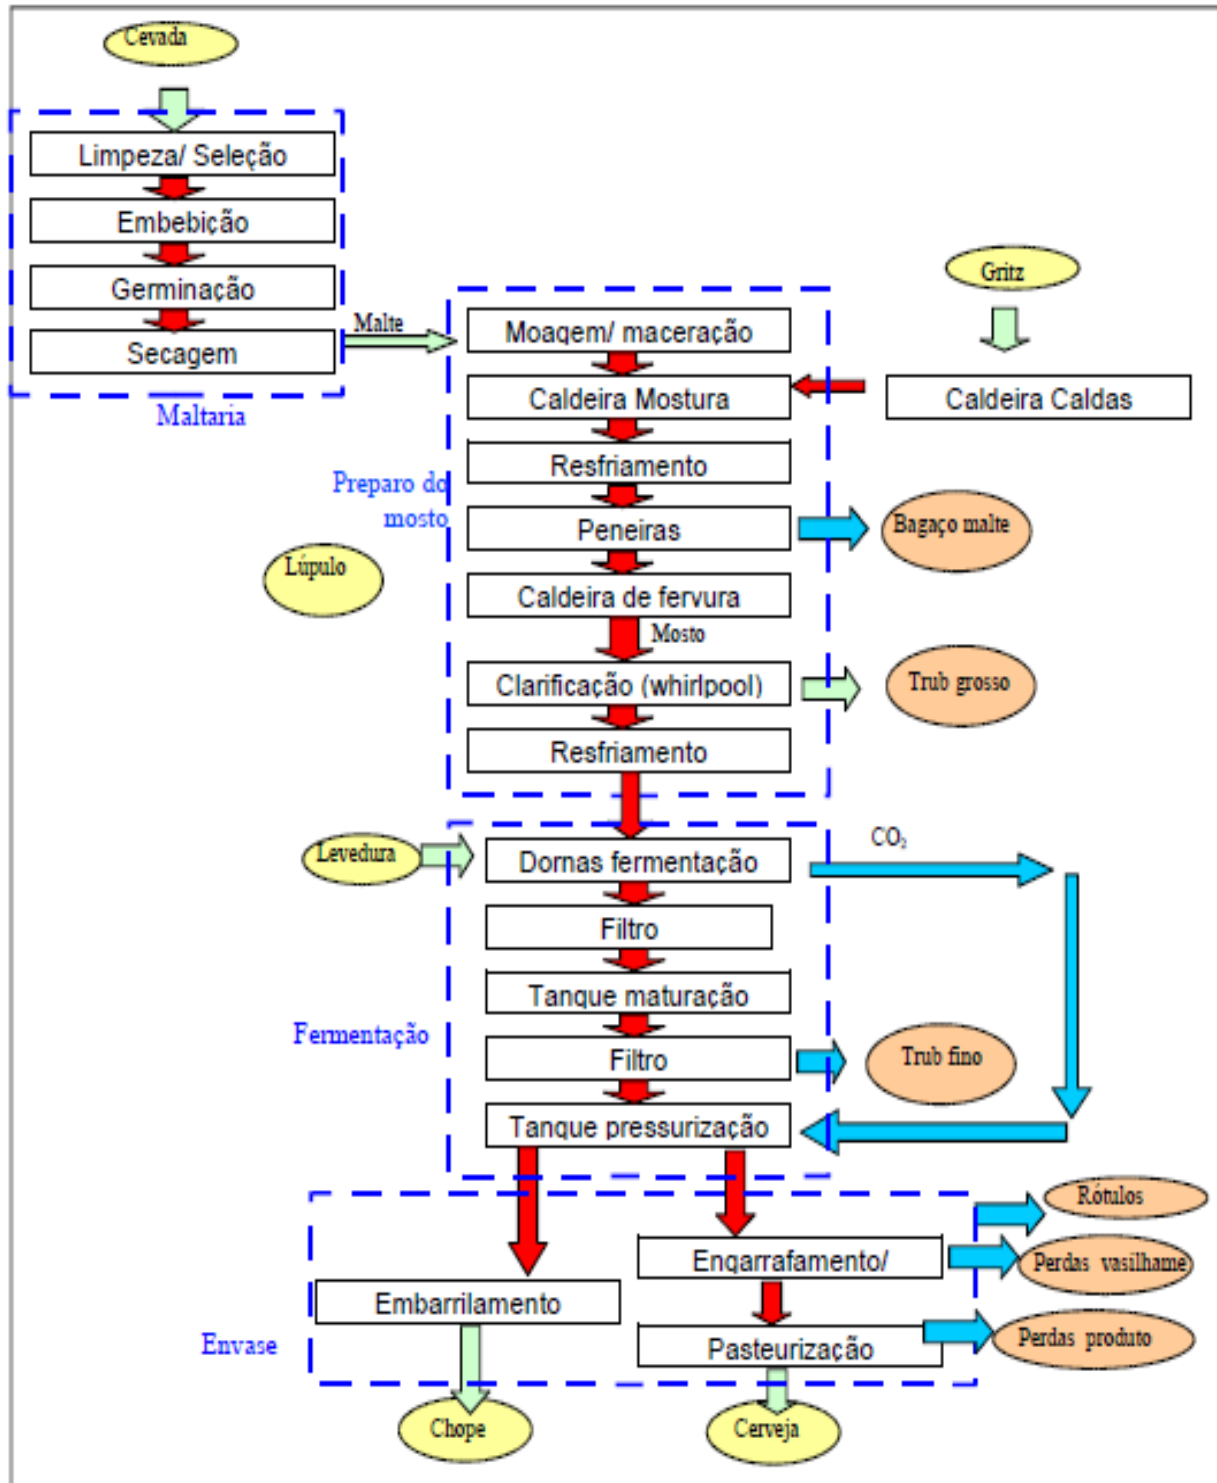 Cevada
Limpeza/ Seleção
Embebição
Germinação
Secagem
Maltaria
Malte
Gritz
Moagem/ maceração
Caldeira Mostura
Caldeira Caldas
Resfriamento
Preparo do
mosto
Peneiras
Bagaço malte
Lúpulo
Caldeira de fervura
Mosto
Clarificação (whirlpool)
Trub grosso
Resfriamento
Levedura
Dornas fermentação
CO₂
Filtro
Tanque maturação
Fermentação
Filtro
Trub fino
Tanque pressurização
Rótulos
Engarrafamento/
Perdas vasilhame
Embarrilamento
Envase
Pasteurização
Perdas produto
Chope
Cerveja